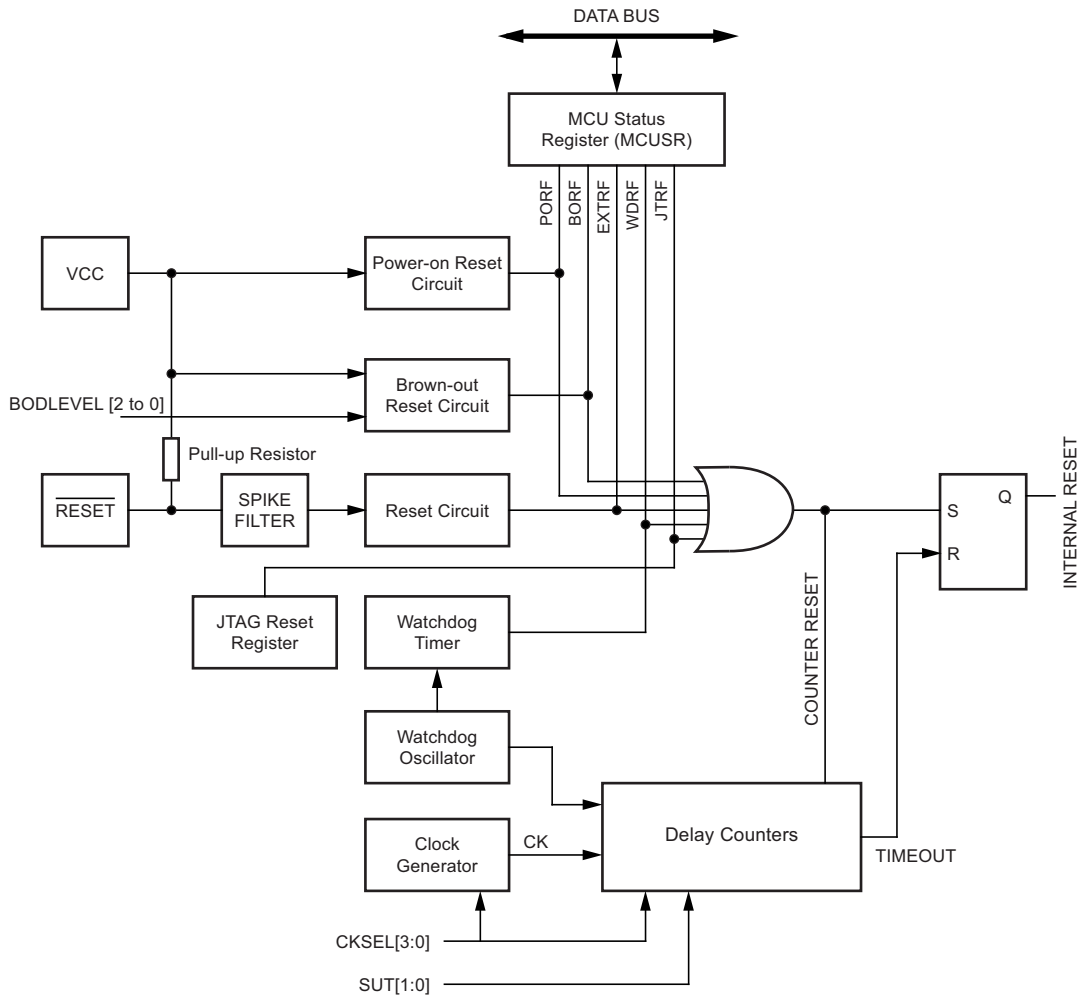 DATA BUS
MCU Status
Register (MCUSR)
PORF
BORF
EXTRF
WDRF
JTRF
VCC
Power-on Reset
Circuit
Brown-out
Reset Circuit
BODLEVEL [2 to 0]
Pull-up Resistor
RESET
SPIKE
FILTER
Reset Circuit
S
Q
R
INTERNAL RESET
JTAG Reset
Register
Watchdog
Timer
COUNTER RESET
Watchdog
Oscillator
Delay Counters
Clock
Generator
CK
TIMEOUT
CKSEL[3:0]
SUT[1:0]